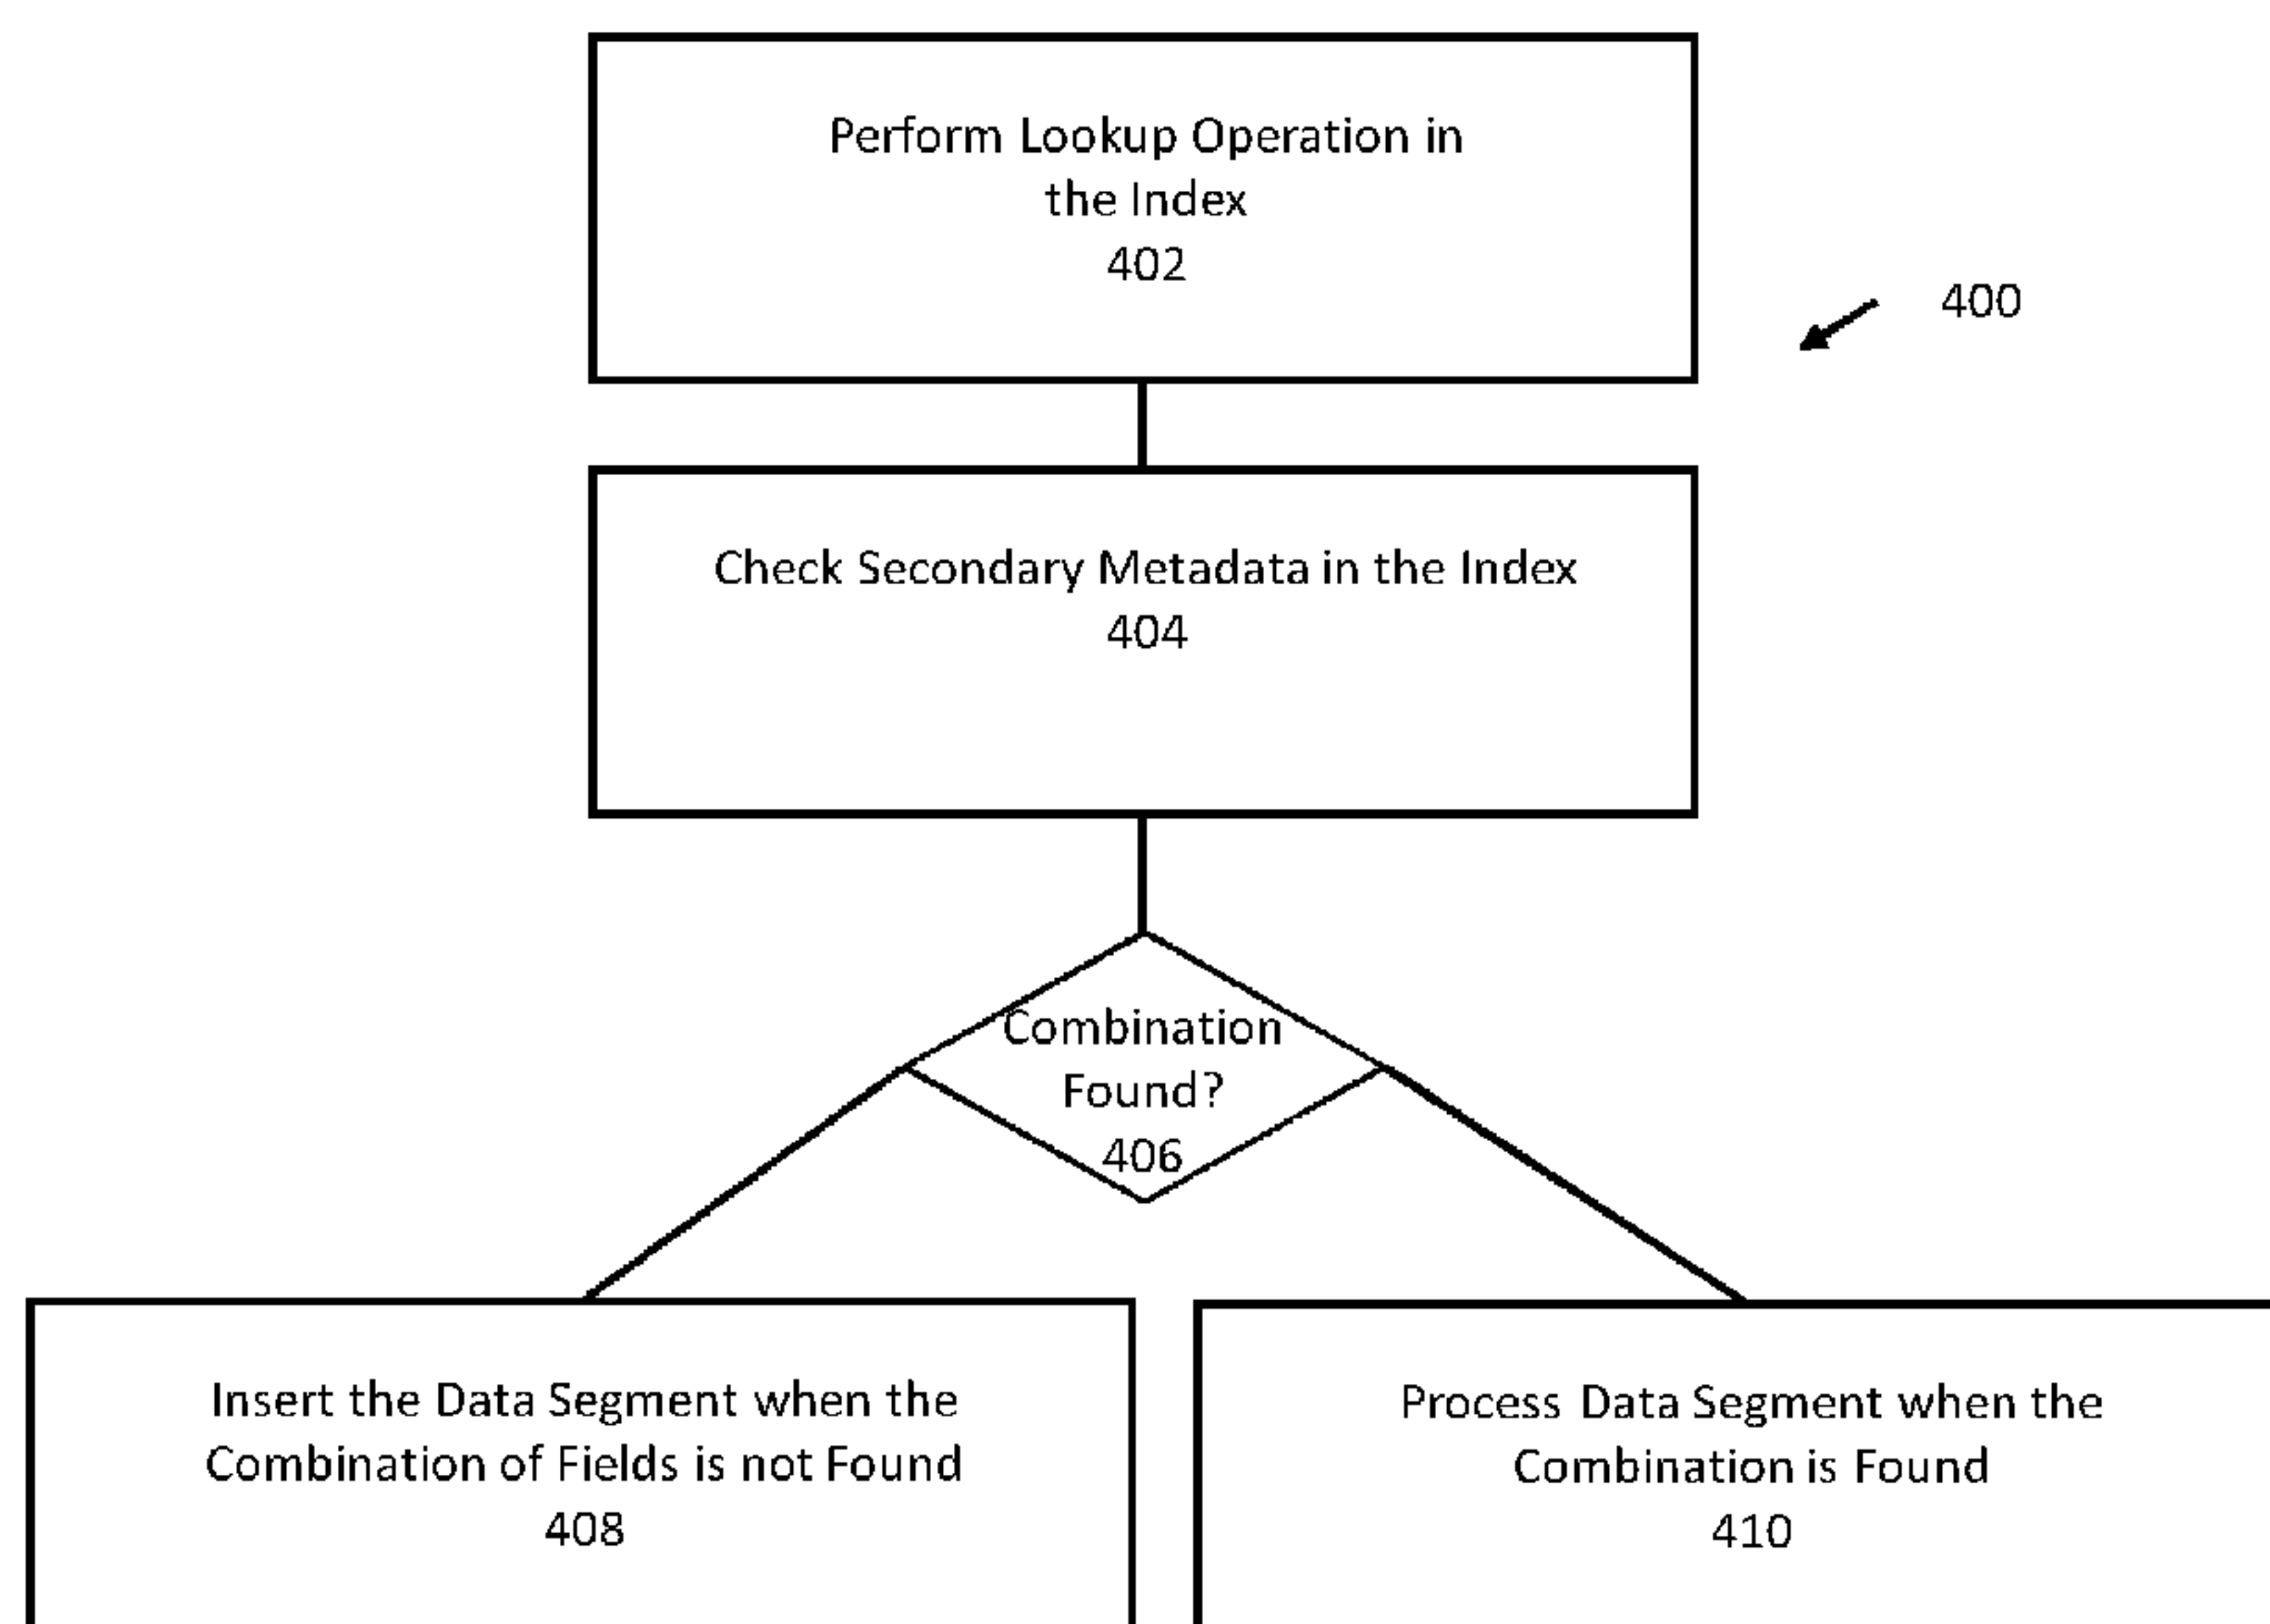 Perform Lookup Operation in
the Index
402
400
Check Secondary Metadata in the Index
404
Combination
Found?
406
Insert the Data Segment when the
Combination of Fields is not Found
408
Process Data Segment when the
Combination is Found
410